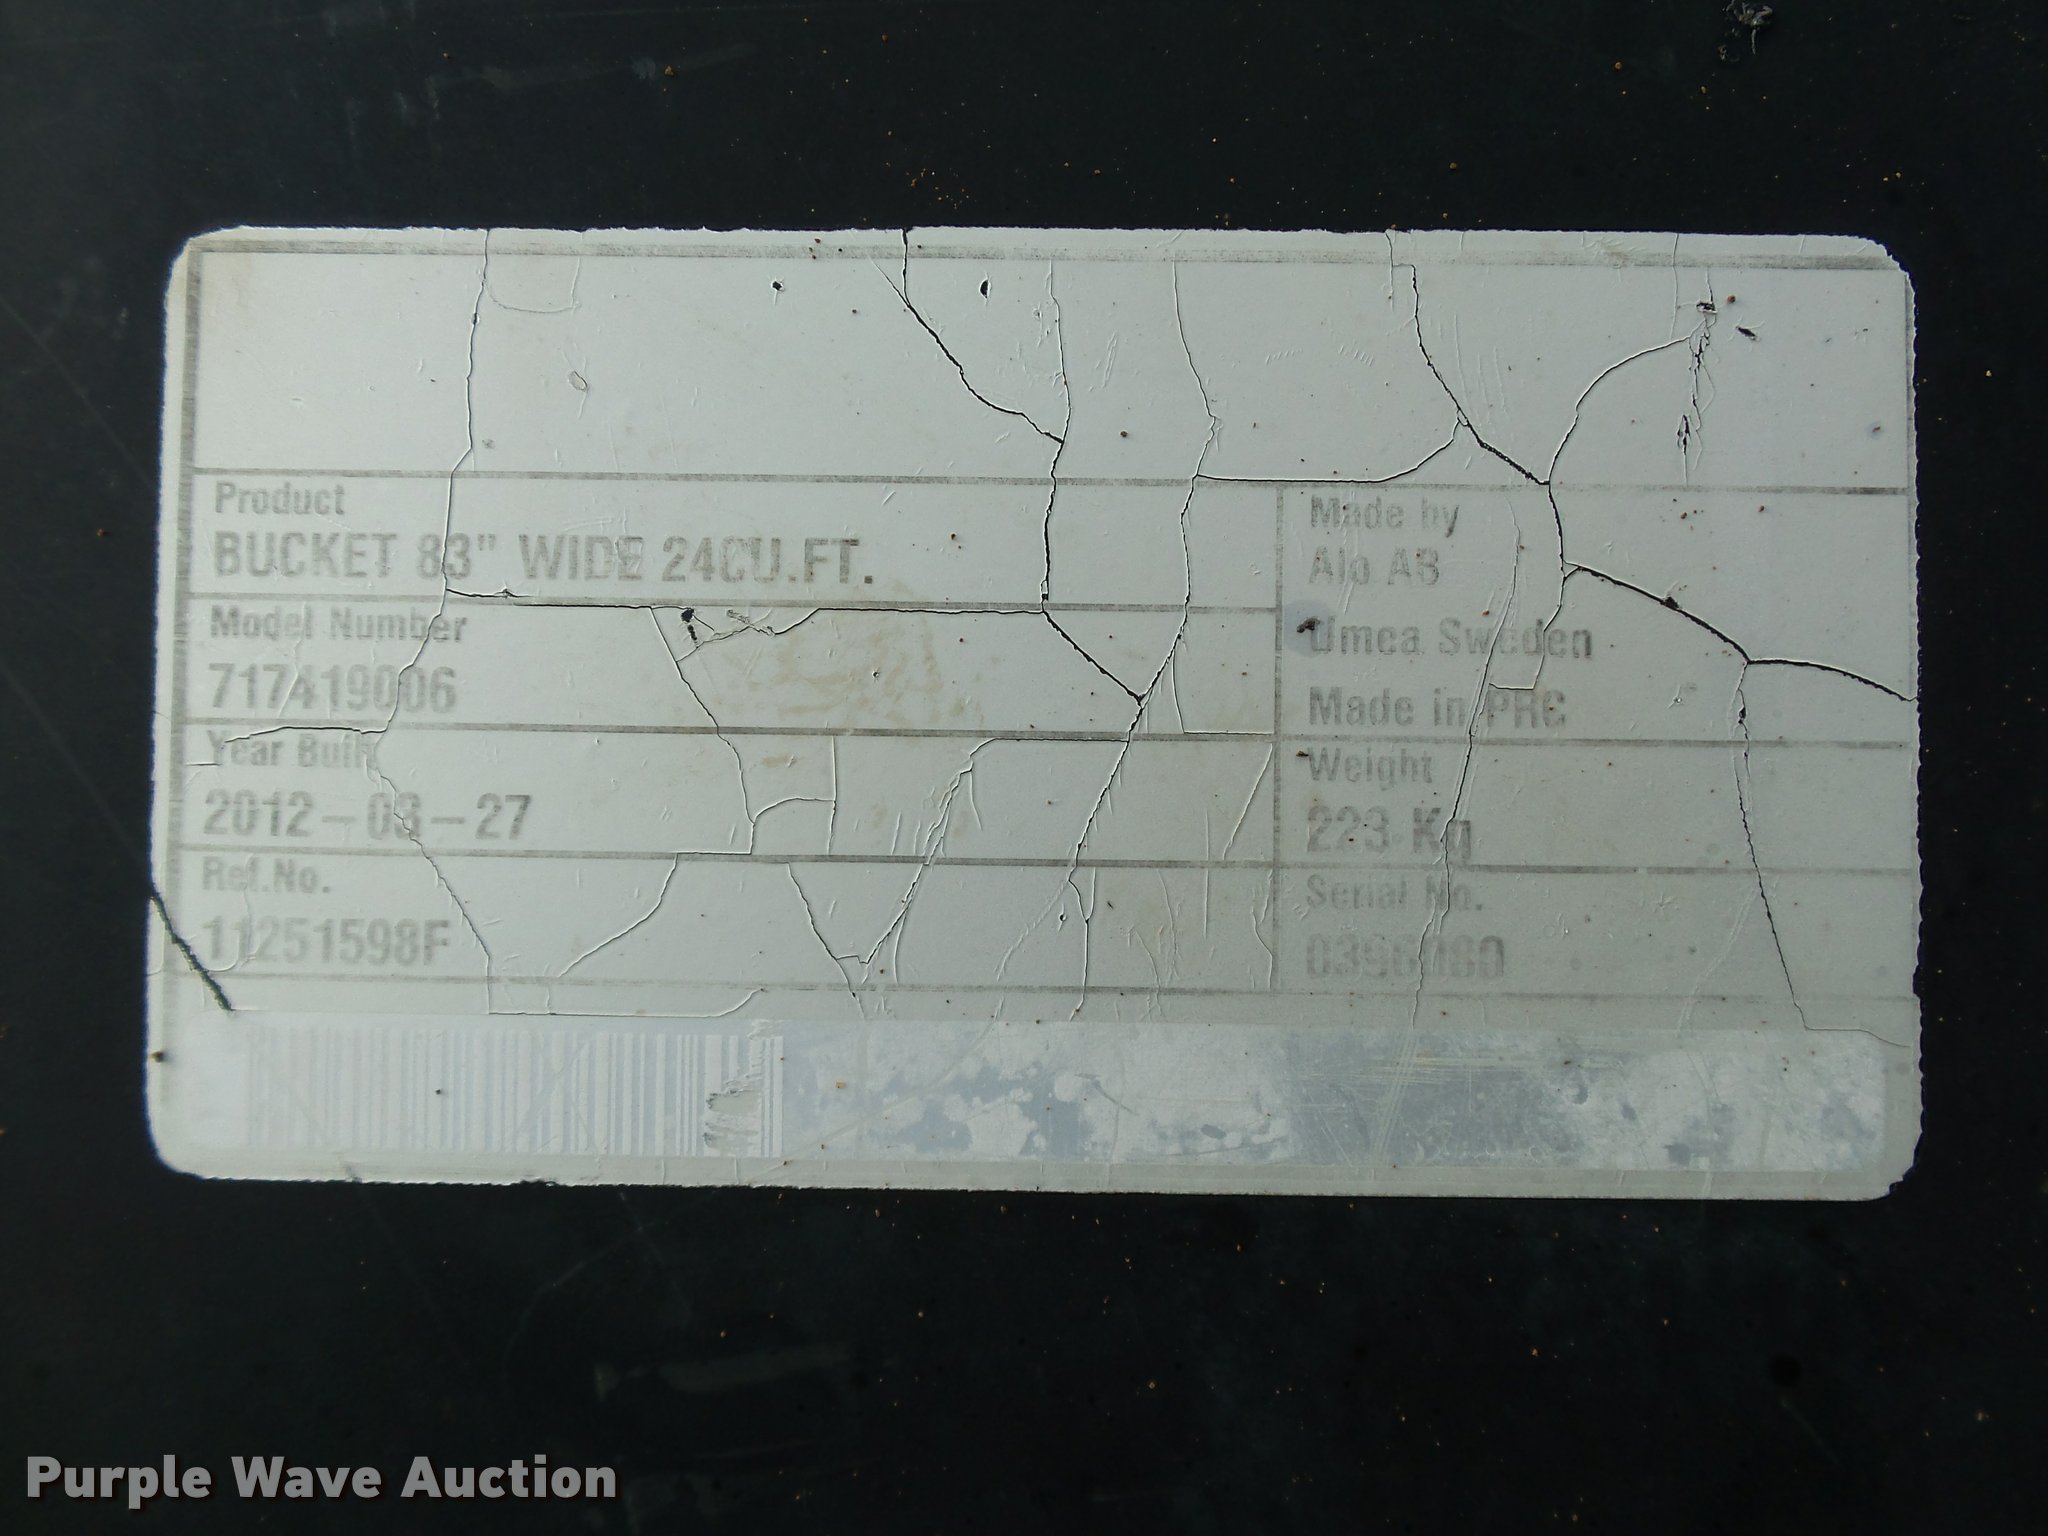 Product
BUCKET 83" WIDE 24CU.FT.
Model Number
717419006
Year Built
2012-03-27
Ref.No.
11251598F
Made by
Alo AB
Umea Sweden
Made in PRC
Weight
223 Kg
Serial No.
0396080
Purple Wave Auction